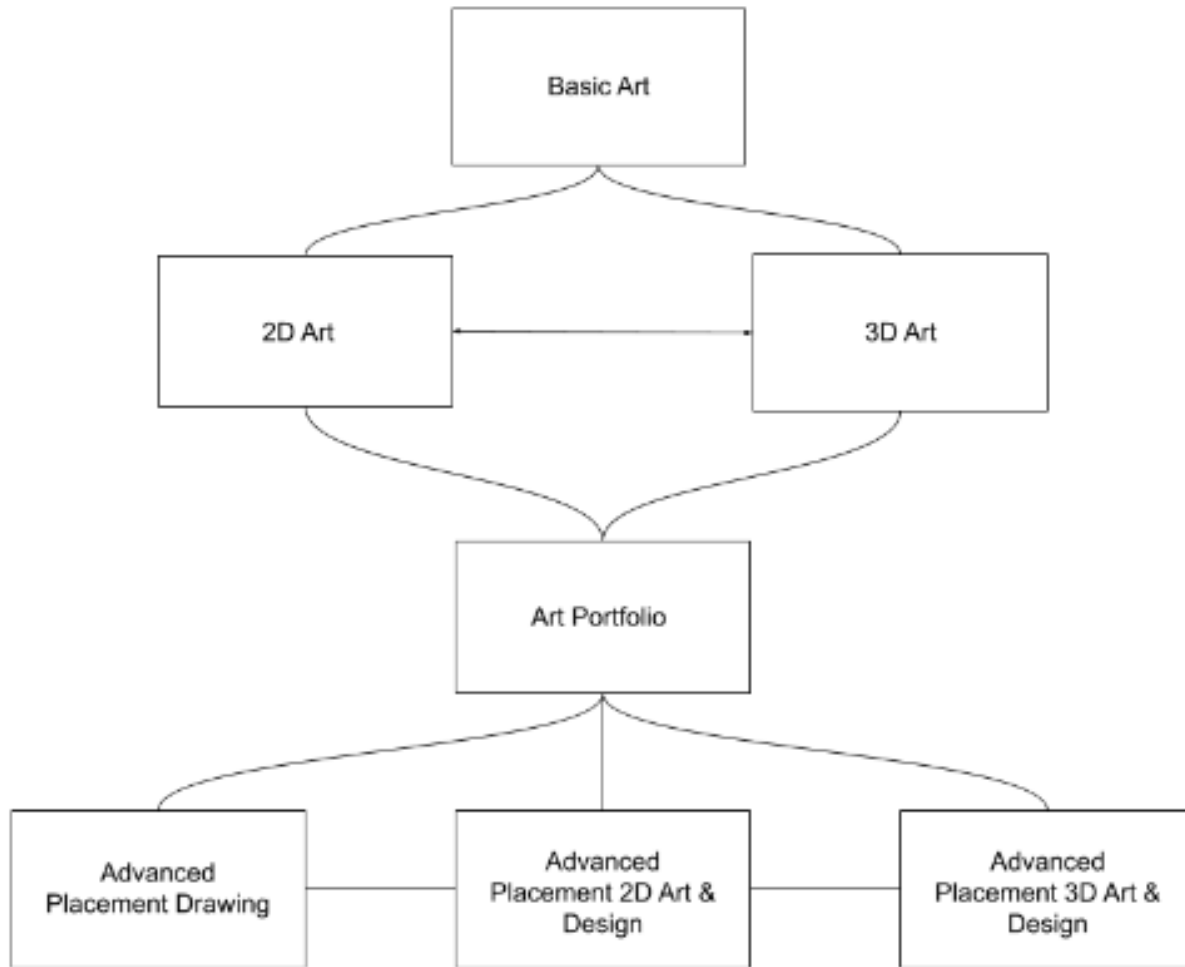 Basic Art
2D Art
3D Art
Art Portfolio
Advanced
Placement Drawing
Advanced
Placement 2D Art &
Design
Advanced
Placement 3D Art &
Design